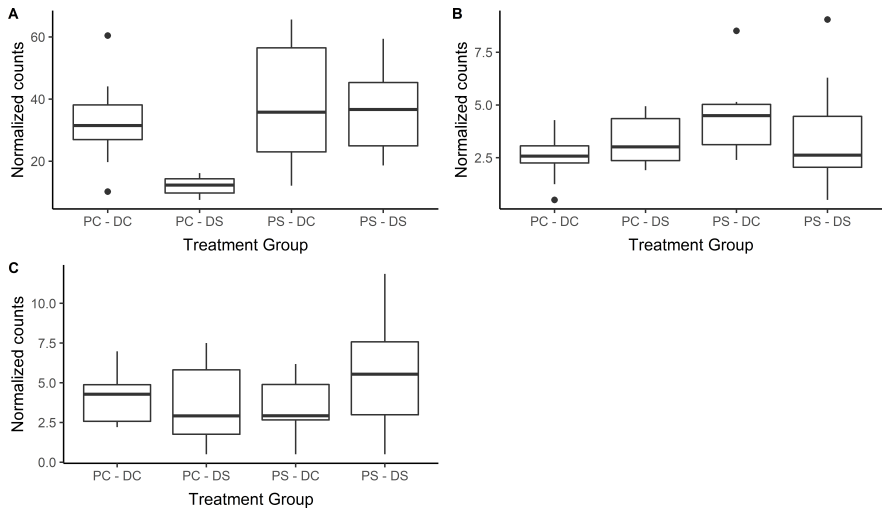 A
Normalized counts
60
40
20
PC - DC PC - DS PS - DC PS - DS
Treatment Group
B
Normalized counts
7.5
5.0
2.5
PC - DC PC - DS PS - DC PS - DS
Treatment Group
C
Normalized counts
10.0
7.5
5.0
2.5
0.0
PC - DC PC - DS PS - DC PS - DS
Treatment Group